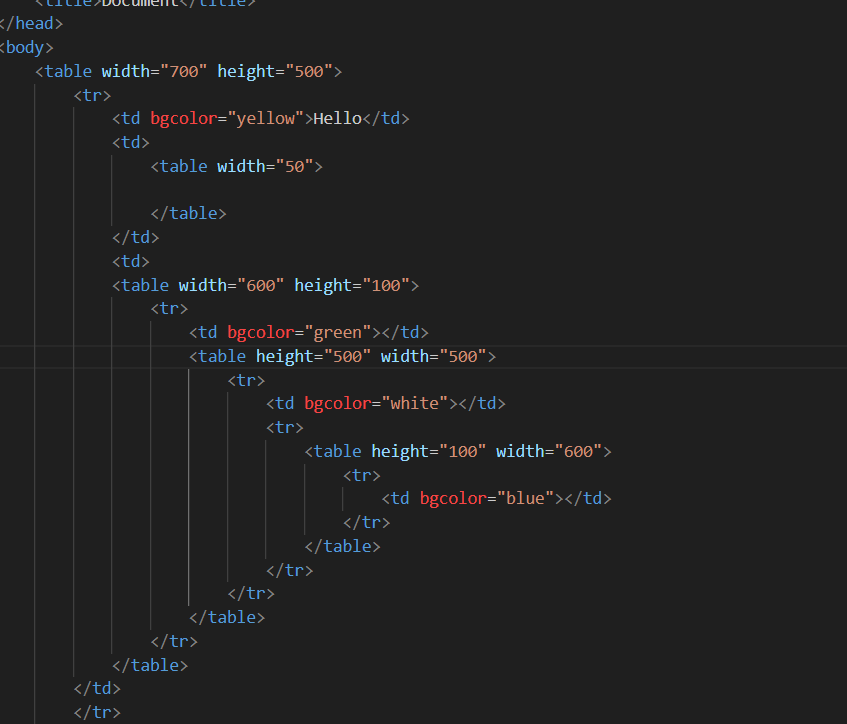 <title>Document</title>
</head>
<body>
    <table width="700" height="500">
        <tr>
            <td bgcolor="yellow">Hello</td>
            <td>
                <table width="50">

                </table>
            </td>
            <td>
            <table width="600" height="100">
                <tr>
                    <td bgcolor="green"></td>
                    <table height="500" width="500">
                        <tr>
                            <td bgcolor="white"></td>
                            <tr>
                                <table height="100" width="600">
                                    <tr>
                                        <td bgcolor="blue"></td>
                                    </tr>
                                </table>
                            </tr>
                        </tr>
                    </table>
                </tr>
            </table>
        </td>
        </tr>